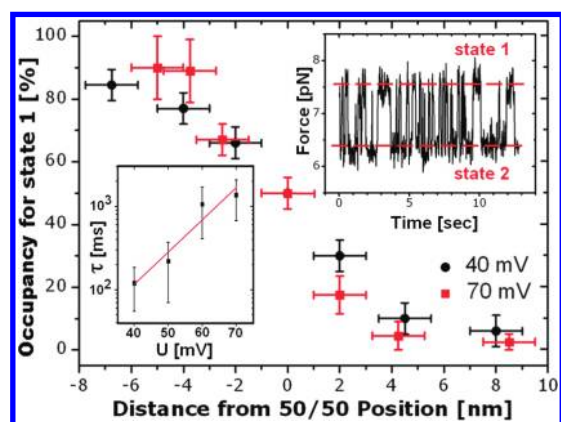 Occupancy for state 1 [%]
100
80
60
40
20
0
-8 -6 -4 -2 0 2 4 6 8 10
Distance from 50/50 Position [nm]
40 mV
70 mV
Force [pN]
8
7
6
0 5 10
Time [sec]
state 1
state 2
τ [ms]
10³
10²
40 50 60 70
U [mV]